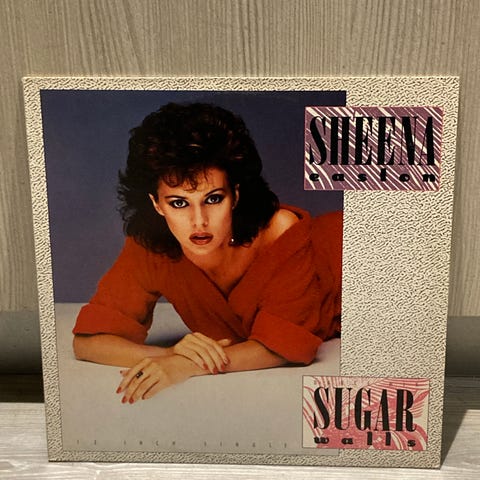 SHEENA
easton
SUGAR
walls
12 INCH SINGLE